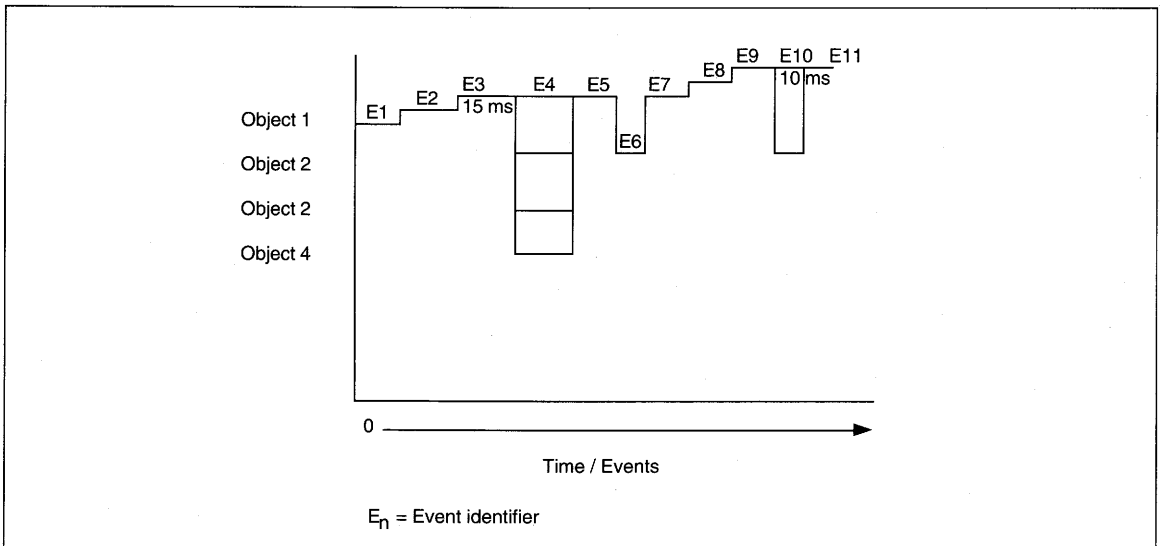 E1 E2 E3 E4 E5 E6 E7 E8 E9 E10 E11
15 ms
10 ms
Object 1
Object 2
Object 2
Object 4
0
Time / Events
En = Event identifier